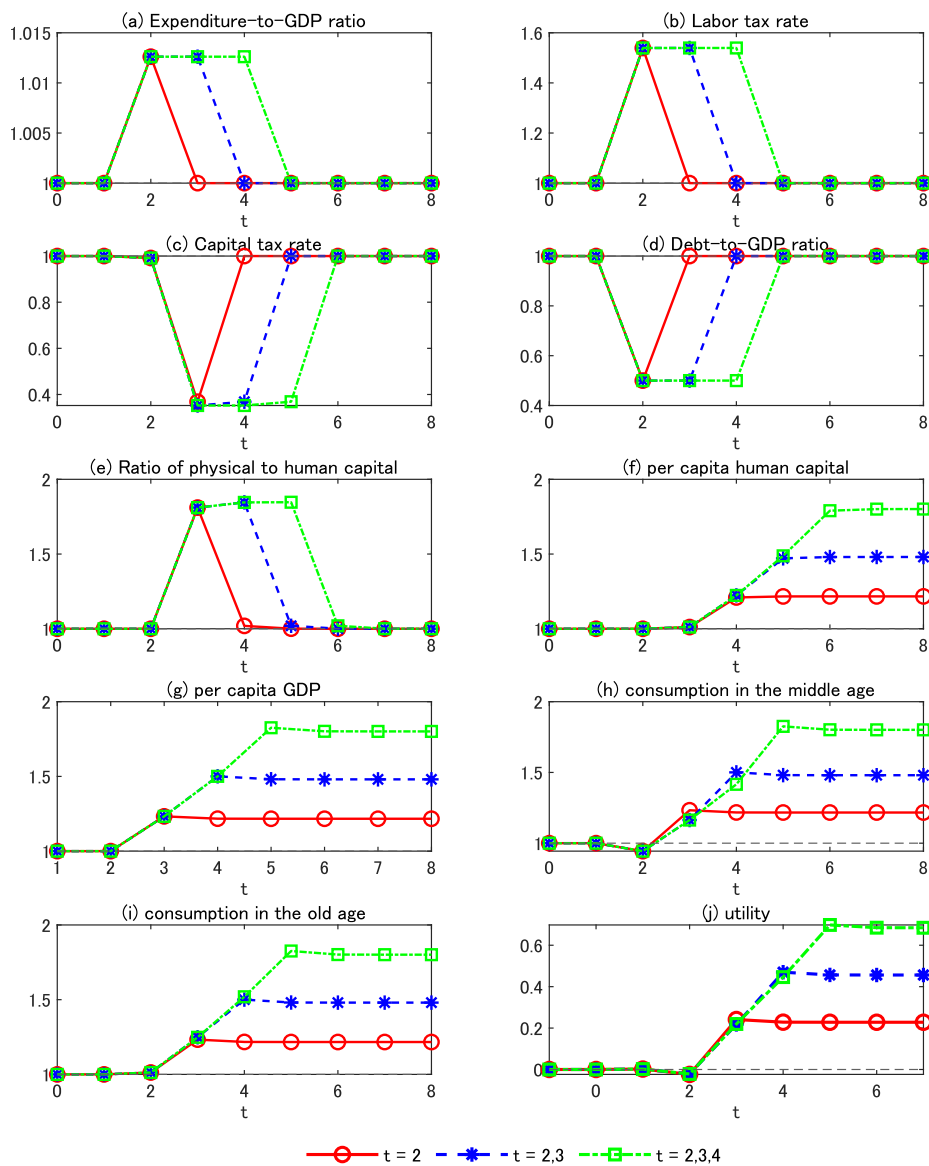 (a) Expenditure-to-GDP ratio
1.015
1.01
1.005
1
0 2 4 6 8
t
(b) Labor tax rate
1.6
1.4
1.2
1
0 2 4 6 8
t
(c) Capital tax rate
1
0.8
0.6
0.4
0 2 4 6 8
t
(d) Debt-to-GDP ratio
1
0.8
0.6
0.4
0 2 4 6 8
t
(e) Ratio of physical to human capital
2
1.5
1
0 2 4 6 8
t
(f) per capita human capital
2
1.5
1
0 2 4 6 8
t
(g) per capita GDP
2
1.5
1
1 2 3 4 5 6 7 8
t
(h) consumption in the middle age
2
1.5
1
0 0 2 4 6 8
t
(i) consumption in the old age
2
1.5
1
0 2 4 6 8
t
(j) utility
0.6
0.4
0.2
0
0 2 4 6
t
t = 2 t = 2,3 t = 2,3,4